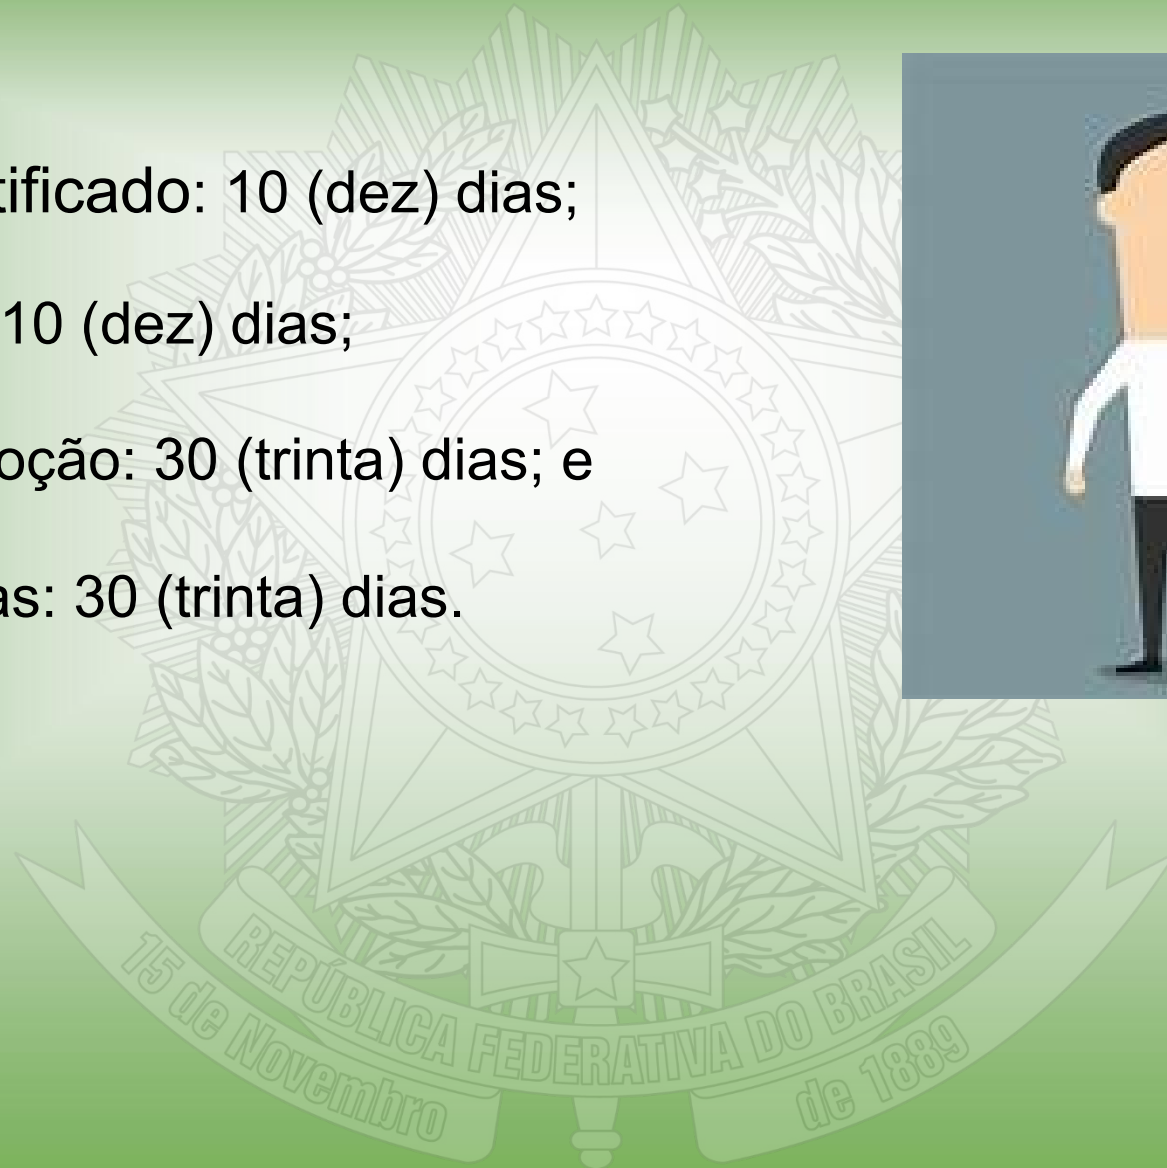 tificado: 10 (dez) dias;
10 (dez) dias;
oção: 30 (trinta) dias; e
as: 30 (trinta) dias.
REPÚBLICA FEDERATIVA DO BRASIL
15 de Novembro
de 1889